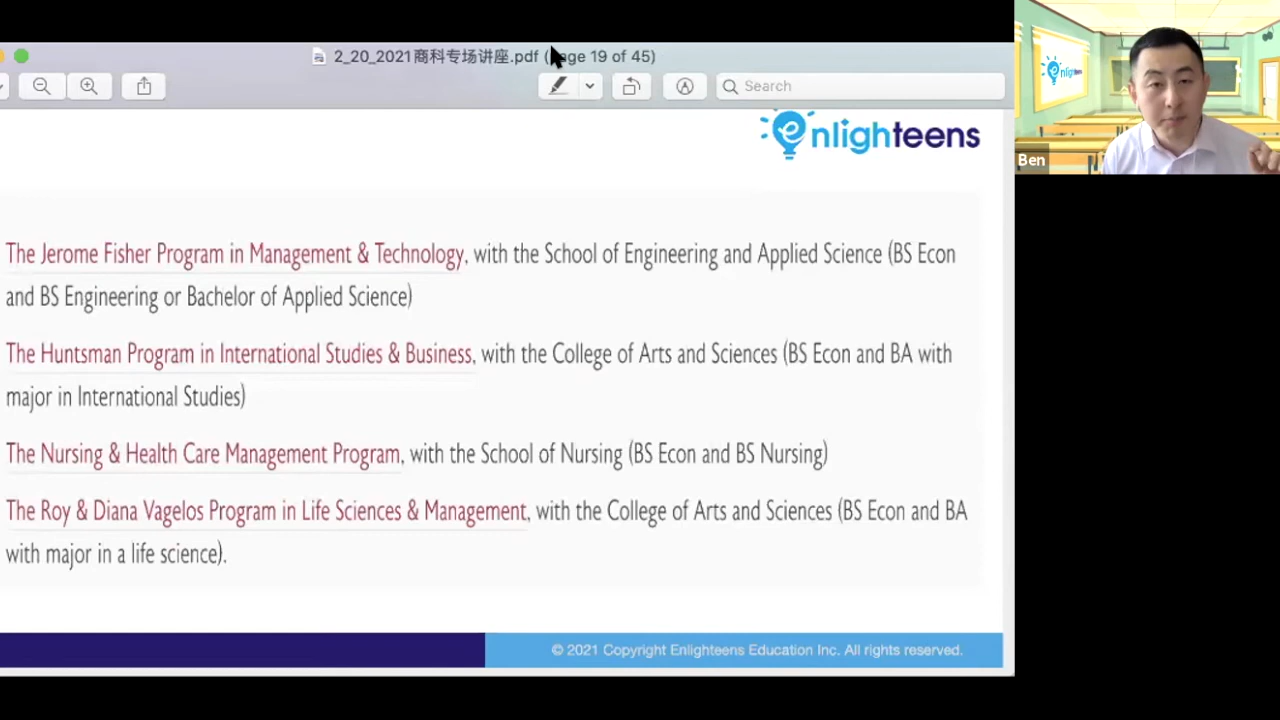 2_20_2021商科专场讲座.pdf (page 19 of 45)
Search
enlighteens
enlighteens
Ben
The Jerome Fisher Program in Management & Technology, with the School of Engineering and Applied Science (BS Econ
and BS Engineering or Bachelor of Applied Science)
The Huntsman Program in International Studies & Business, with the College of Arts and Sciences (BS Econ and BA with
major in International Studies)
The Nursing & Health Care Management Program, with the School of Nursing (BS Econ and BS Nursing)
The Roy & Diana Vagelos Program in Life Sciences & Management, with the College of Arts and Sciences (BS Econ and BA
with major in a life science).
© 2021 Copyright Enlighteens Education Inc. All rights reserved.